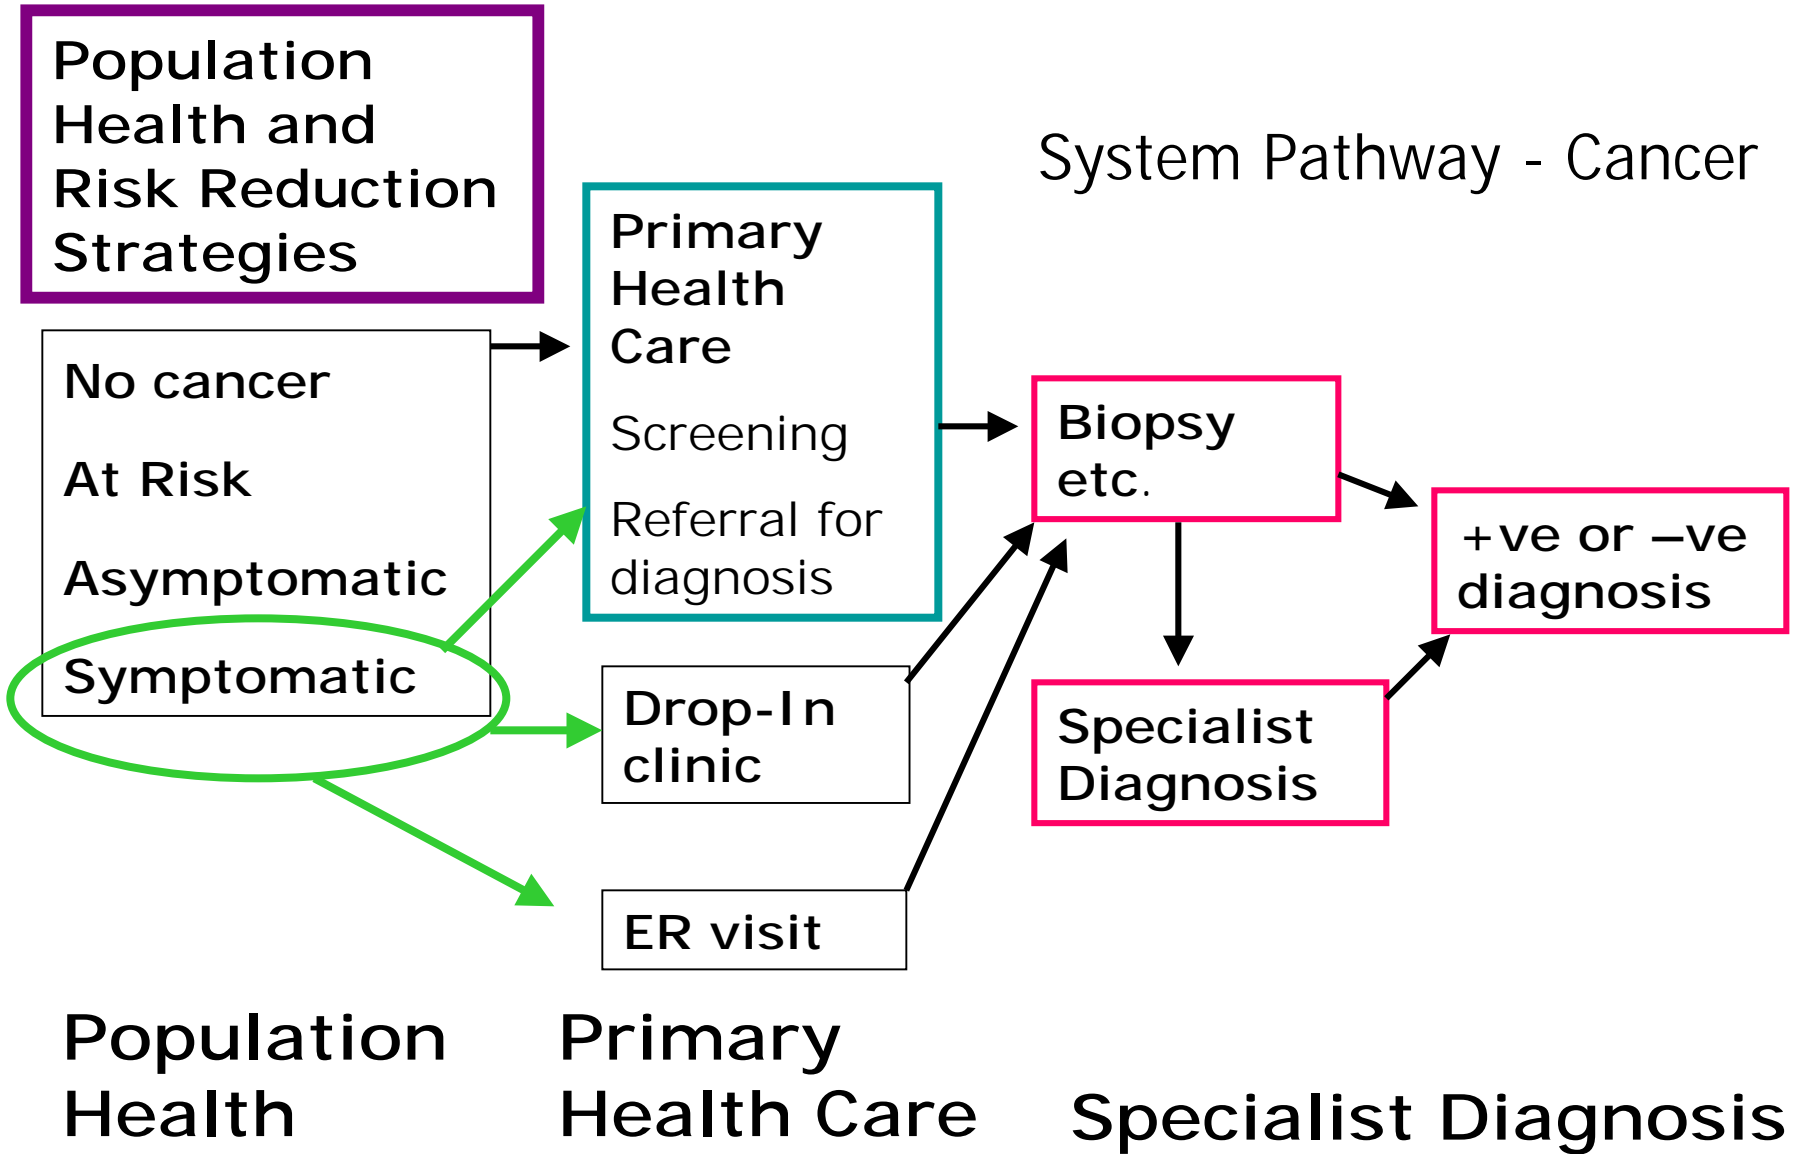 Population
Health and
Risk Reduction
Strategies
System Pathway - Cancer
No cancer
At Risk
Asymptomatic
Symptomatic
Primary
Health
Care
Screening
Referral for
diagnosis
Drop-In
clinic
ER visit
Biopsy
etc.
Specialist
Diagnosis
+ve or –ve
diagnosis
Population
Health
Primary
Health Care
Specialist Diagnosis